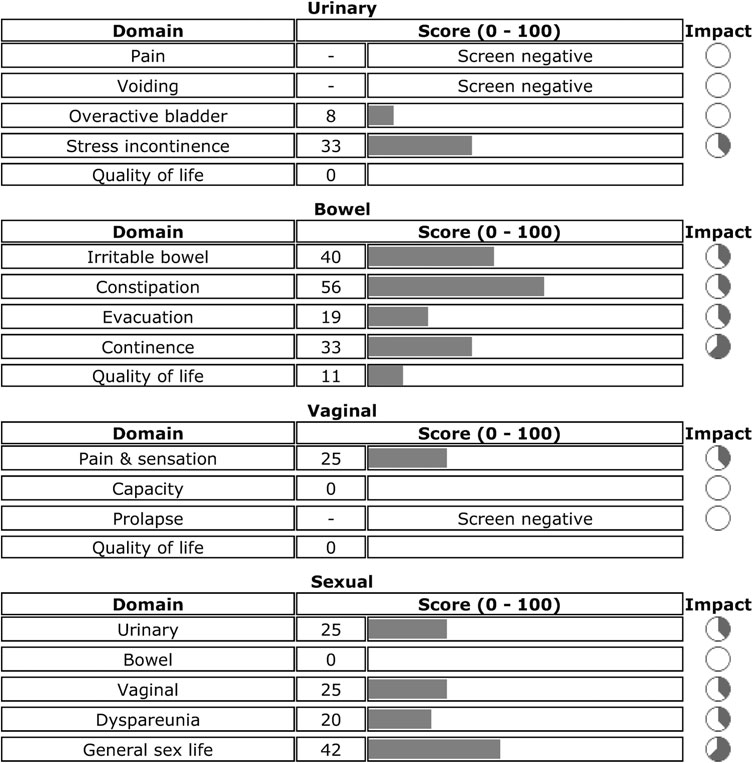 Urinary
Domain Score (0 - 100) Impact
Pain - Screen negative
Voiding - Screen negative
Overactive bladder 8
Stress incontinence 33
Quality of life 0
Bowel
Domain Score (0 - 100) Impact
Irritable bowel 40
Constipation 56
Evacuation 19
Continence 33
Quality of life 11
Vaginal
Domain Score (0 - 100) Impact
Pain & sensation 25
Capacity 0
Prolapse - Screen negative
Quality of life 0
Sexual
Domain Score (0 - 100) Impact
Urinary 25
Bowel 0
Vaginal 25
Dyspareunia 20
General sex life 42